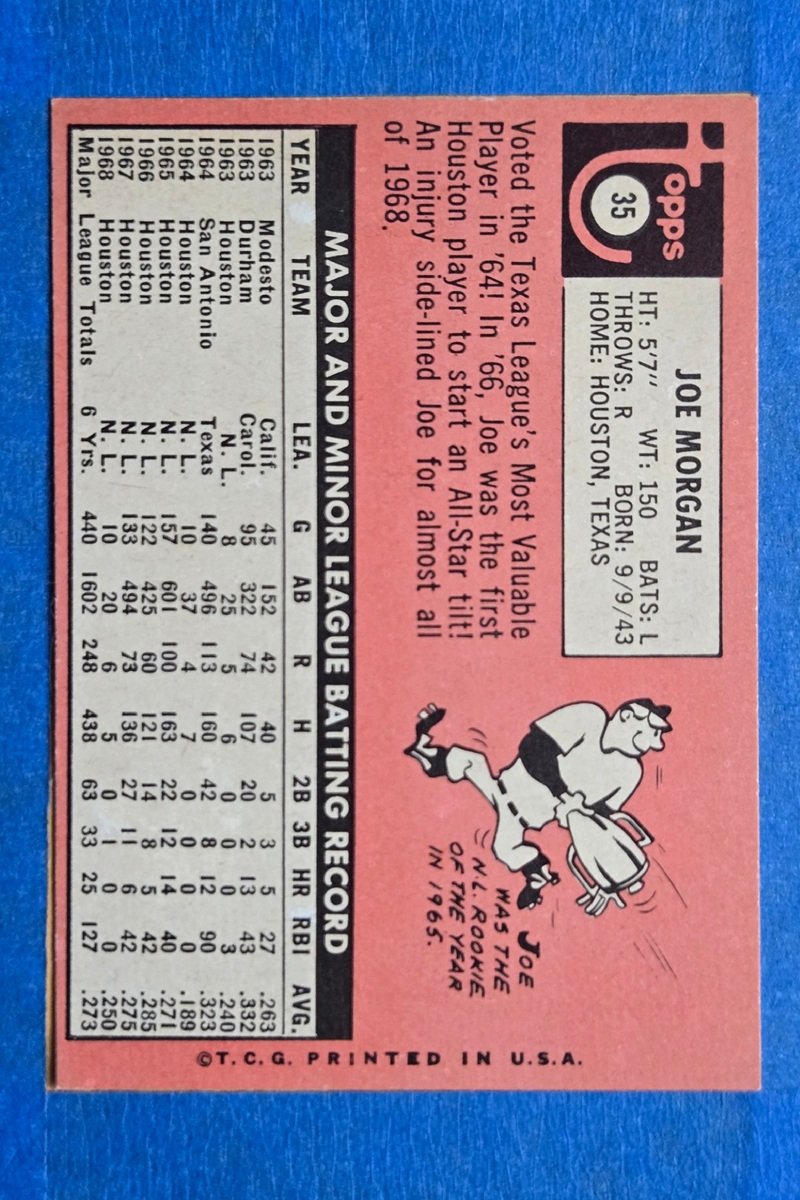 Topps
35
JOE MORGAN
HT: 5'7" WT: 150 BATS: L
THROWS: R BORN: 9/9/43
HOME: HOUSTON, TEXAS
Voted the Texas League's Most Valuable
Player in '64! In '66, Joe was the first
Houston player to start an All-Star tilt!
An injury side-lined Joe for almost all
of 1968.
JOE
WAS THE
N.L. ROOKIE
OF THE YEAR
IN 1965.
MAJOR AND MINOR LEAGUE BATTING RECORD
YEAR TEAM LEA. G AB R H 2B 3B HR RBI AVG.
1963 Modesto Calif. 45 152 42 40 5 3 5 27 .263
1963 Durham Carol. 95 322 74 107 20 2 13 43 .332
1963 Houston N.L. 8 25 5 6 0 0 0 3 .240
1964 San Antonio Texas 140 496 113 160 42 8 12 90 .323
1964 Houston N.L. 10 37 4 7 0 0 0 0 .189
1965 Houston N.L. 157 601 100 163 22 12 14 40 .271
1966 Houston N.L. 122 425 60 121 14 8 5 42 .285
1967 Houston N.L. 133 494 73 136 27 11 6 42 .275
1968 Houston N.L. 10 20 6 5 0 1 0 0 .250
Major League Totals 6 Yrs. 440 1602 248 438 63 33 25 127 .273
©T.C.G. PRINTED IN U.S.A.